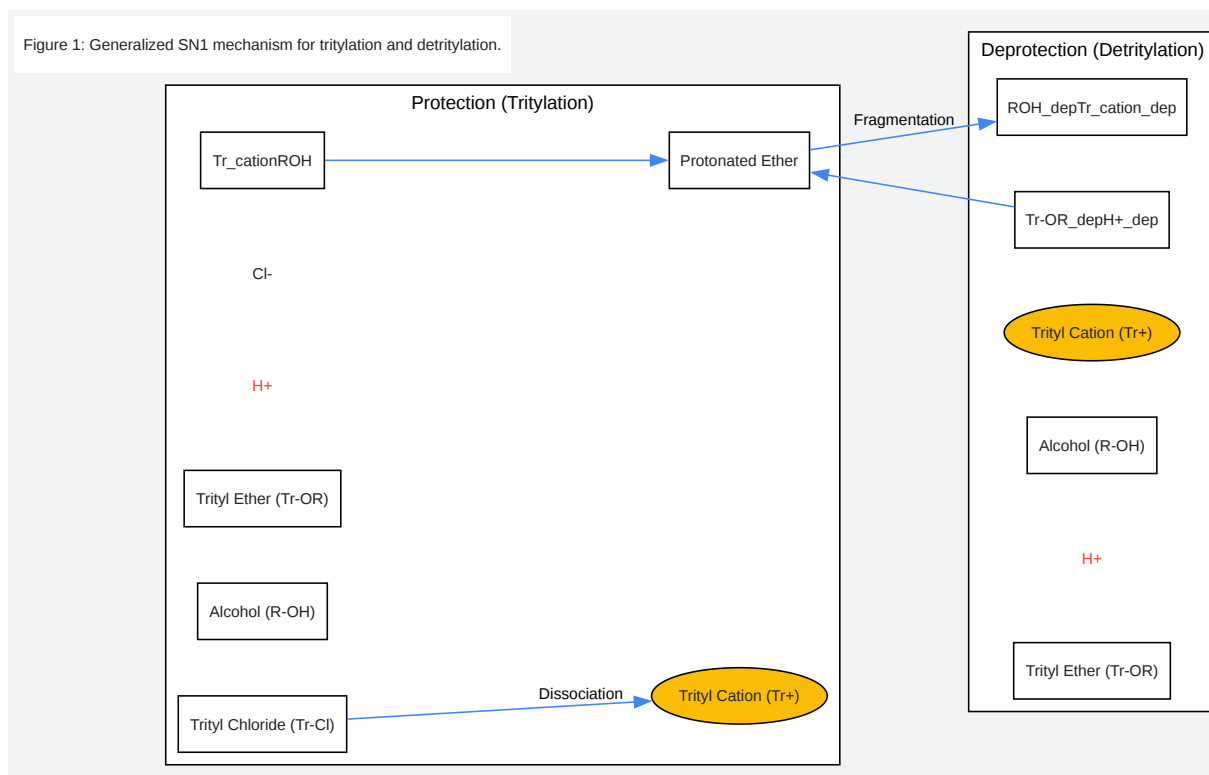 Figure 1: Generalized SN1 mechanism for tritylation and detritylation.
Protection (Tritylation)
Tr_cationROH
Protonated Ether
Cl-
H+
Trityl Ether (Tr-OR)
Alcohol (R-OH)
Trityl Chloride (Tr-Cl)
Dissociation
Trityl Cation (Tr+)
Fragmentation
Deprotection (Detritylation)
ROH_depTr_cation_dep
Tr-OR_depH+_dep
Trityl Cation (Tr+)
Alcohol (R-OH)
H+
Trityl Ether (Tr-OR)